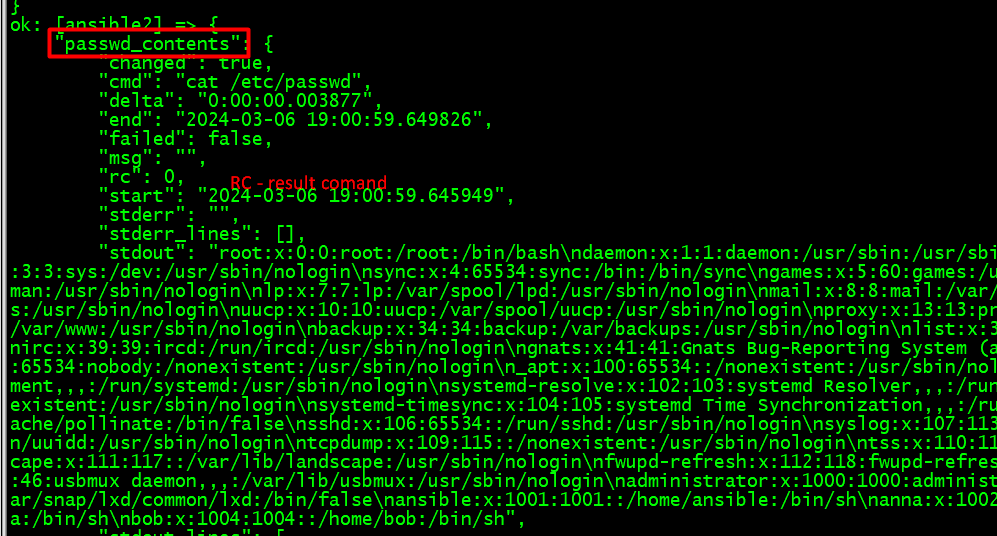 }
ok: [ansible2] => {
"passwd_contents": {
"changed": true,
"cmd": "cat /etc/passwd",
"delta": "0:00:00.003877",
"end": "2024-03-06 19:00:59.649826",
"failed": false,
"msg": "",
"rc": 0,
RC - result comand
"start": "2024-03-06 19:00:59.645949",
"stderr": "",
"stderr_lines": [],
"stdout": "root:x:0:0:root:/root:/bin/bash\ndaemon:x:1:1:daemon:/usr/sbin:/usr/sbi
:3:3:sys:/dev:/usr/sbin/nologin\nsync:x:4:65534:sync:/bin:/bin/sync\ngames:x:5:60:games:/u
man:/usr/sbin/nologin\nlp:x:7:7:lp:/var/spool/lpd:/usr/sbin/nologin\nmail:x:8:8:mail:/var/
s:/usr/sbin/nologin\nuucp:x:10:10:uucp:/var/spool/uucp:/usr/sbin/nologin\nproxy:x:13:13:pr
/var/www:/usr/sbin/nologin\nbackup:x:34:34:backup:/var/backups:/usr/sbin/nologin\nlist:x:3
nirc:x:39:39:ircd:/run/ircd:/usr/sbin/nologin\ngnats:x:41:41:Gnats Bug-Reporting System (a
:65534:nobody:/nonexistent:/usr/sbin/nologin\n_apt:x:100:65534::/nonexistent:/usr/sbin/nolo
ment,,,:/run/systemd:/usr/sbin/nologin\nsystemd-resolve:x:102:103:systemd Resolver,,,:/run
existent:/usr/sbin/nologin\nsystemd-timesync:x:104:105:systemd Time Synchronization,,,:/ru
ache/pollinate:/bin/false\nsshd:x:106:65534::/run/sshd:/usr/sbin/nologin\nsyslog:x:107:113
n/uuidd:/usr/sbin/nologin\ntcpdump:x:109:115::/nonexistent:/usr/sbin/nologin\ntss:x:110:11
cape:x:111:117::/var/lib/landscape:/usr/sbin/nologin\nfwupd-refresh:x:112:118:fwupd-refres
:46:usbmux daemon,,,:/var/lib/usbmux:/usr/sbin/nologin\nadministrator:x:1000:1000:administ
ar/snap/lxd/common/lxd:/bin/false\nansible:x:1001:1001::/home/ansible:/bin/sh\nanna:x:1002
a:/bin/sh\nbob:x:1004:1004::/home/bob:/bin/sh",
"stdout_lines": [